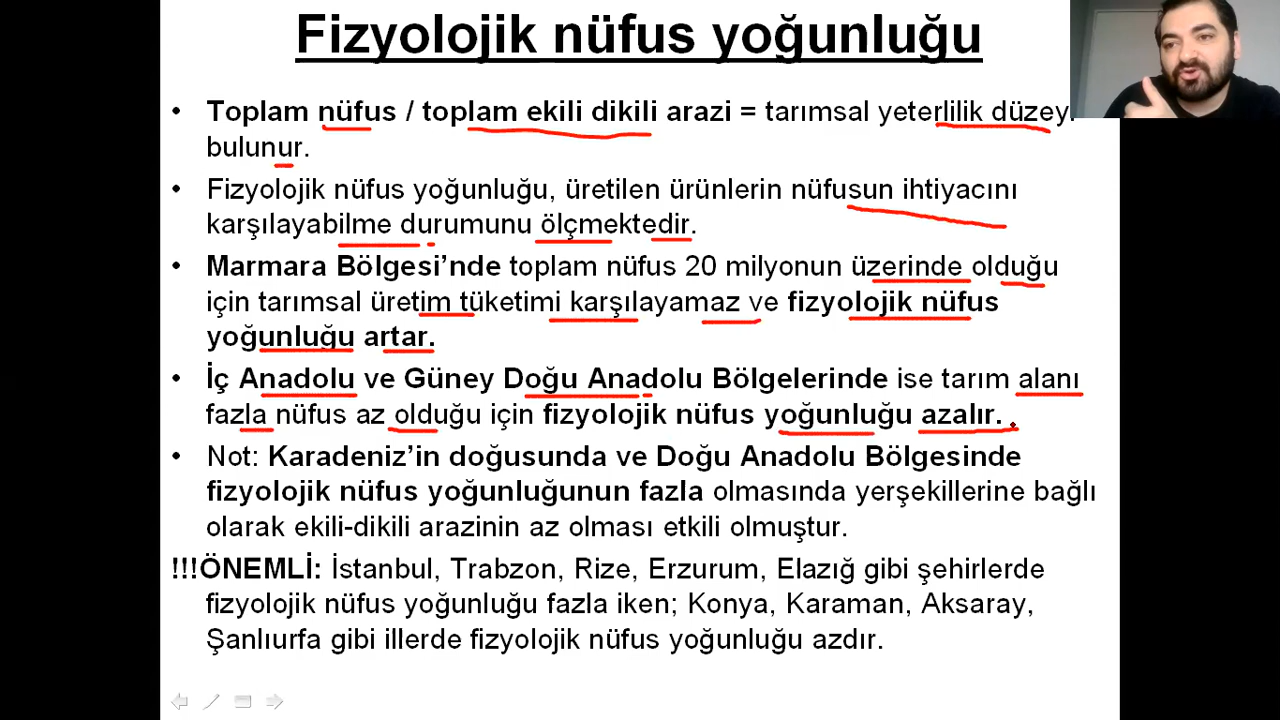 Fizyolojik nüfus yoğunluğu
• Toplam nüfus / toplam ekili dikili arazi = tarımsal yeterlilik düzeyi
bulunur.
• Fizyolojik nüfus yoğunluğu, üretilen ürünlerin nüfusun ihtiyacını
karşılayabilme durumunu ölçmektedir.
• Marmara Bölgesi’nde toplam nüfus 20 milyonun üzerinde olduğu
için tarımsal üretim tüketimi karşılayamaz ve fizyolojik nüfus
yoğunluğu artar.
• İç Anadolu ve Güney Doğu Anadolu Bölgelerinde ise tarım alanı
fazla nüfus az olduğu için fizyolojik nüfus yoğunluğu azalır.
• Not: Karadeniz’in doğusunda ve Doğu Anadolu Bölgesinde
fizyolojik nüfus yoğunluğunun fazla olmasında yerşekillerine bağlı
olarak ekili-dikili arazinin az olması etkili olmuştur.
!!!ÖNEMLİ: İstanbul, Trabzon, Rize, Erzurum, Elazığ gibi şehirlerde
fizyolojik nüfus yoğunluğu fazla iken; Konya, Karaman, Aksaray,
Şanlıurfa gibi illerde fizyolojik nüfus yoğunluğu azdır.